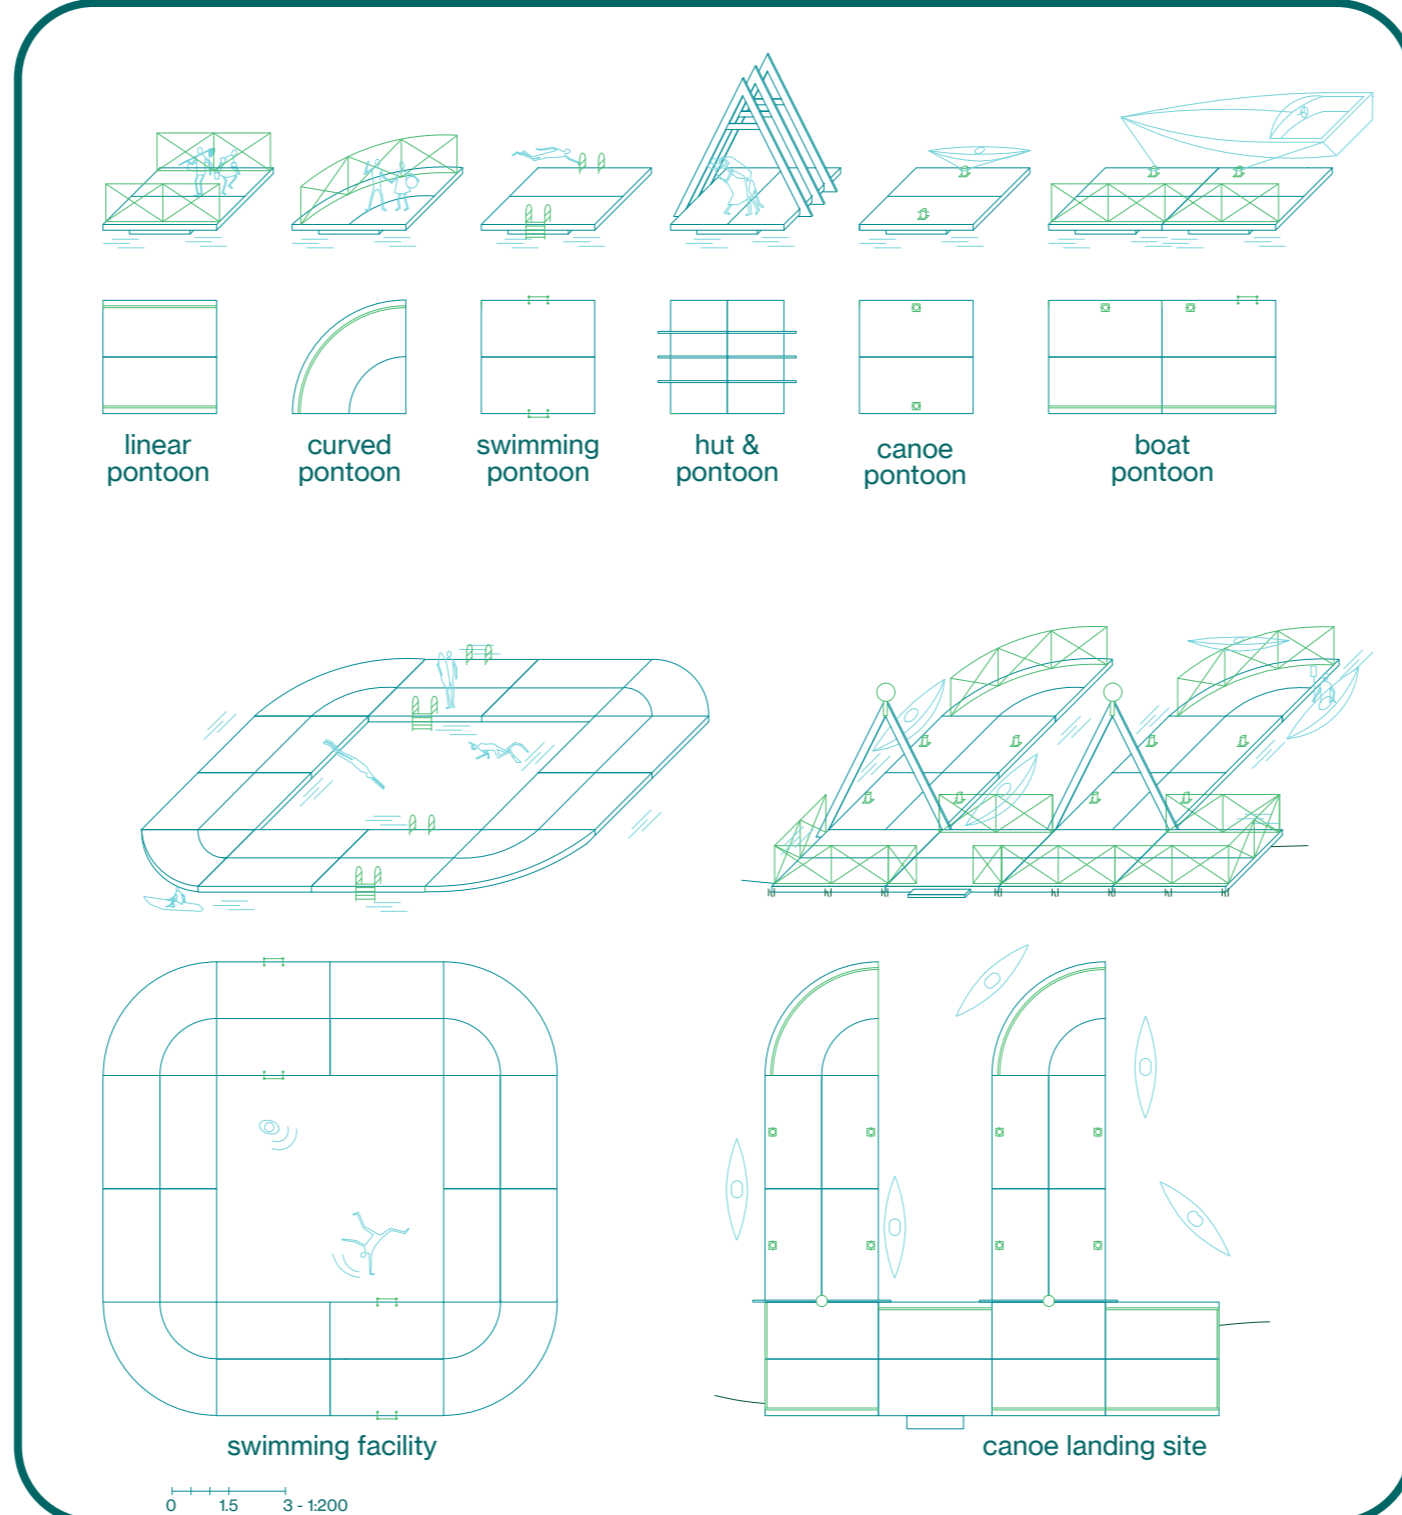 linear
pontoon
curved
pontoon
swimming
pontoon
hut &
pontoon
canoe
pontoon
boat
pontoon
swimming facility
canoe landing site
0 1.5 3 - 1:200